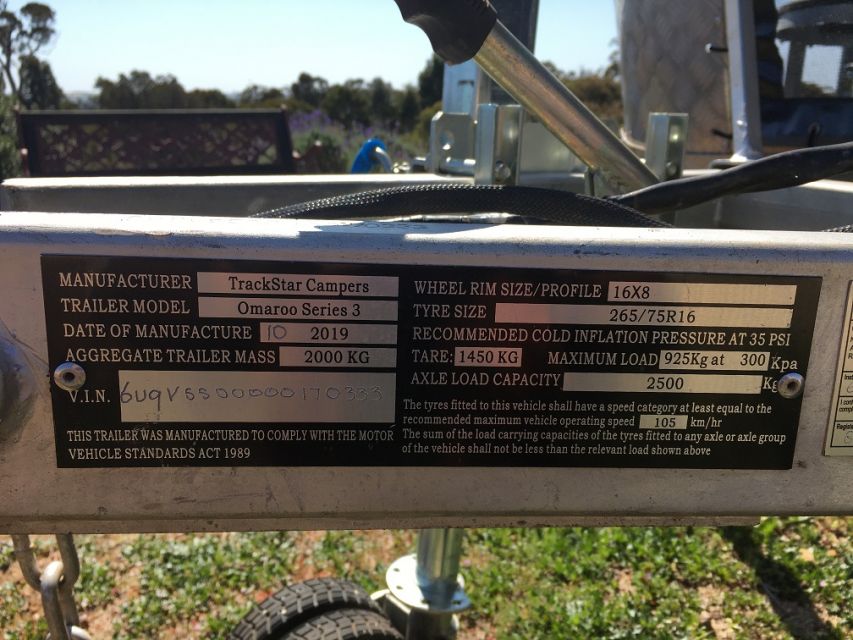 MANUFACTURER TrackStar Campers
TRAILER MODEL Omaroo Series 3
DATE OF MANUFACTURE 10 2019
AGGREGATE TRAILER MASS 2000 KG
V.I.N. 6U9V5S00000170333
THIS TRAILER WAS MANUFACTURED TO COMPLY WITH THE MOTOR
VEHICLE STANDARDS ACT 1989
WHEEL RIM SIZE/PROFILE 16X8
TYRE SIZE 265/75R16
RECOMMENDED COLD INFLATION PRESSURE AT 35 PSI
TARE: 1450 KG MAXIMUM LOAD 925Kg at 300 Kpa
AXLE LOAD CAPACITY 2500 Kg
The tyres fitted to this vehicle shall have a speed category at least equal to the
recommended maximum vehicle operating speed 105 km/hr
The sum of the load carrying capacities of the tyres fitted to any axle or axle group
of the vehicle shall not be less than the relevant load shown above